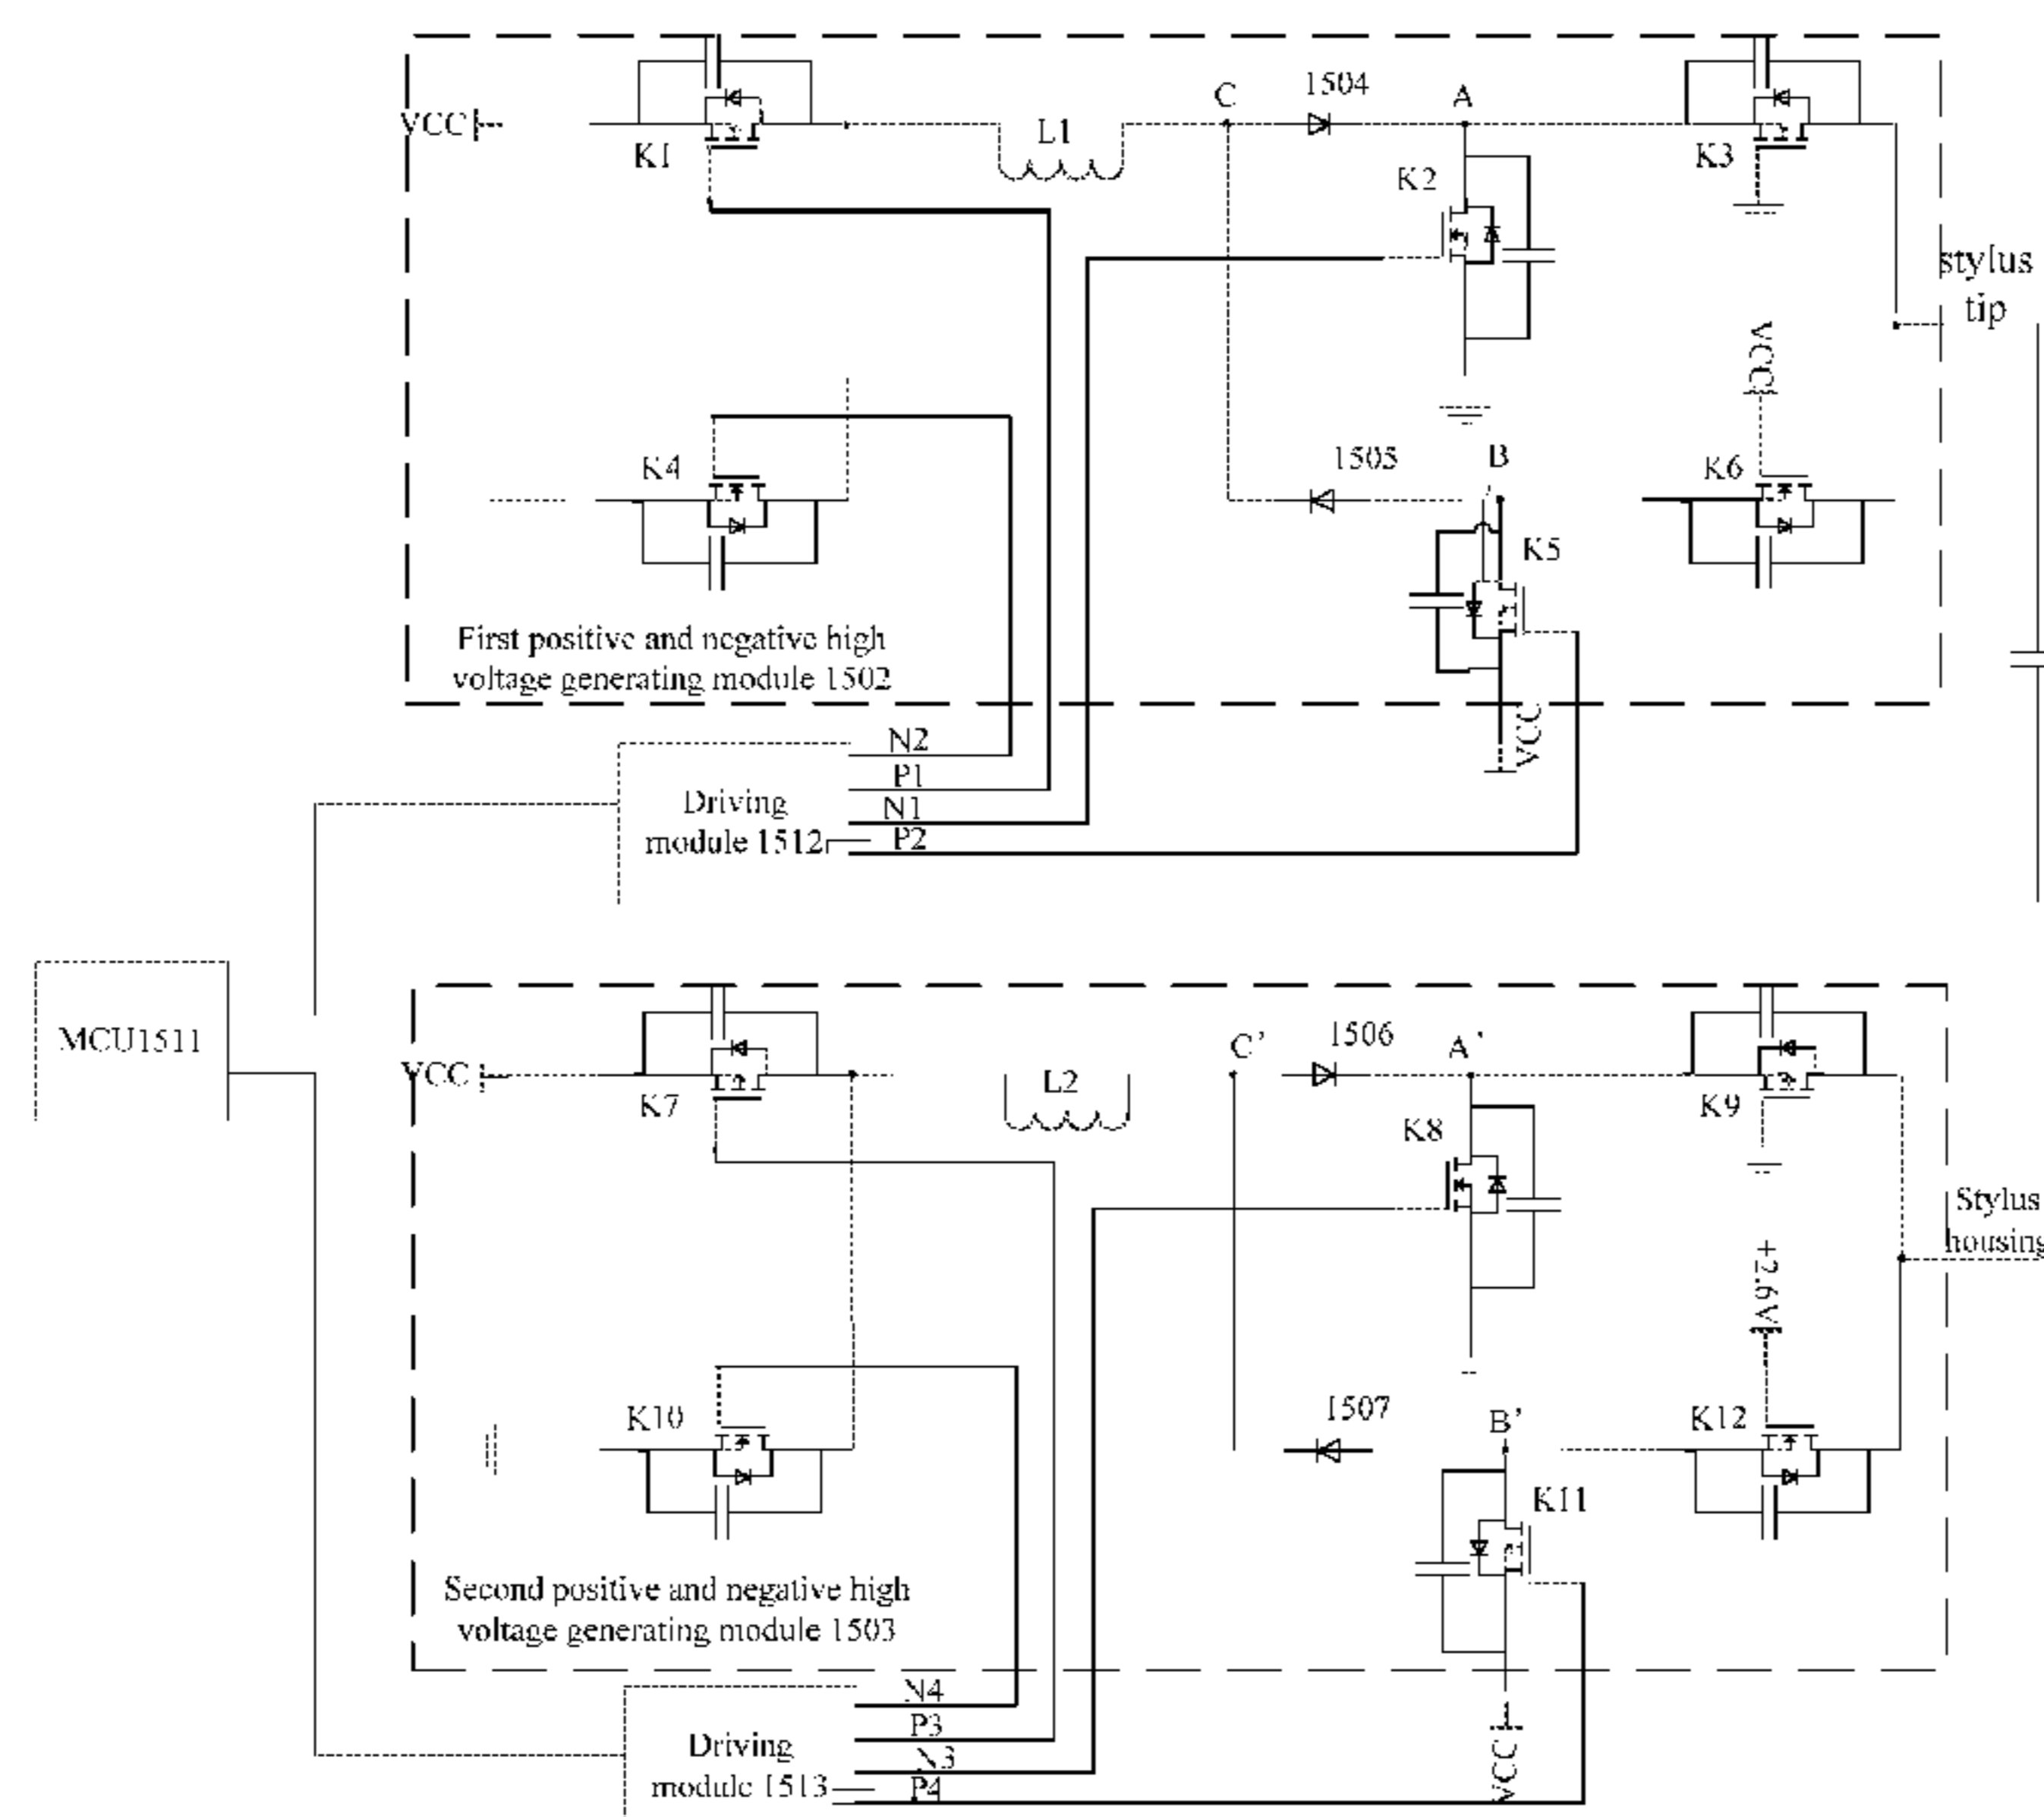 1504
C
A
VCC
L1
K1
K3
K2
stylus
tip
VCC
1505
B
K4
K6
K5
First positive and negative high
voltage generating module 1502
VCC
N2
P1
Driving
N1
module 1512
P2
MCU1511
1506
C'
A'
VCC
L2
K7
K9
K8
Stylus
housing
+2.6V
1507
B'
K10
K12
K11
Second positive and negative high
voltage generating module 1503
N4
P3
Driving
N3
module 1513
P4
VCC